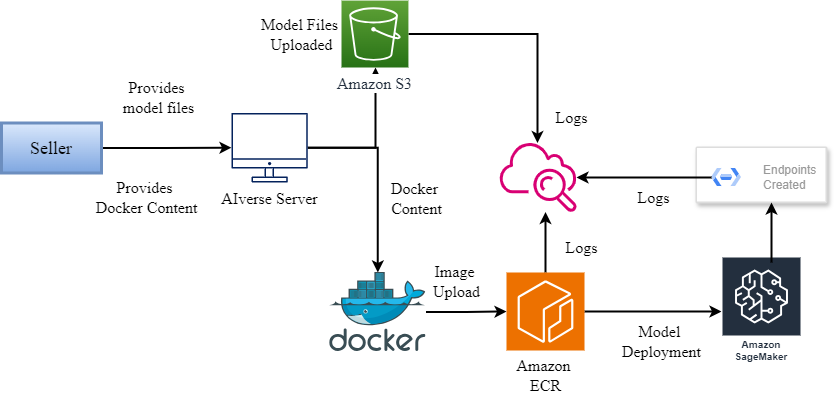 Model Files
Uploaded
Amazon S3
Provides
model files
Seller
Provides
Docker Content
AIverse Server
Docker
Content
Logs
Logs
Endpoints
Created
Logs
Image
Upload
docker
Amazon
ECR
Model
Deployment
Amazon
SageMaker